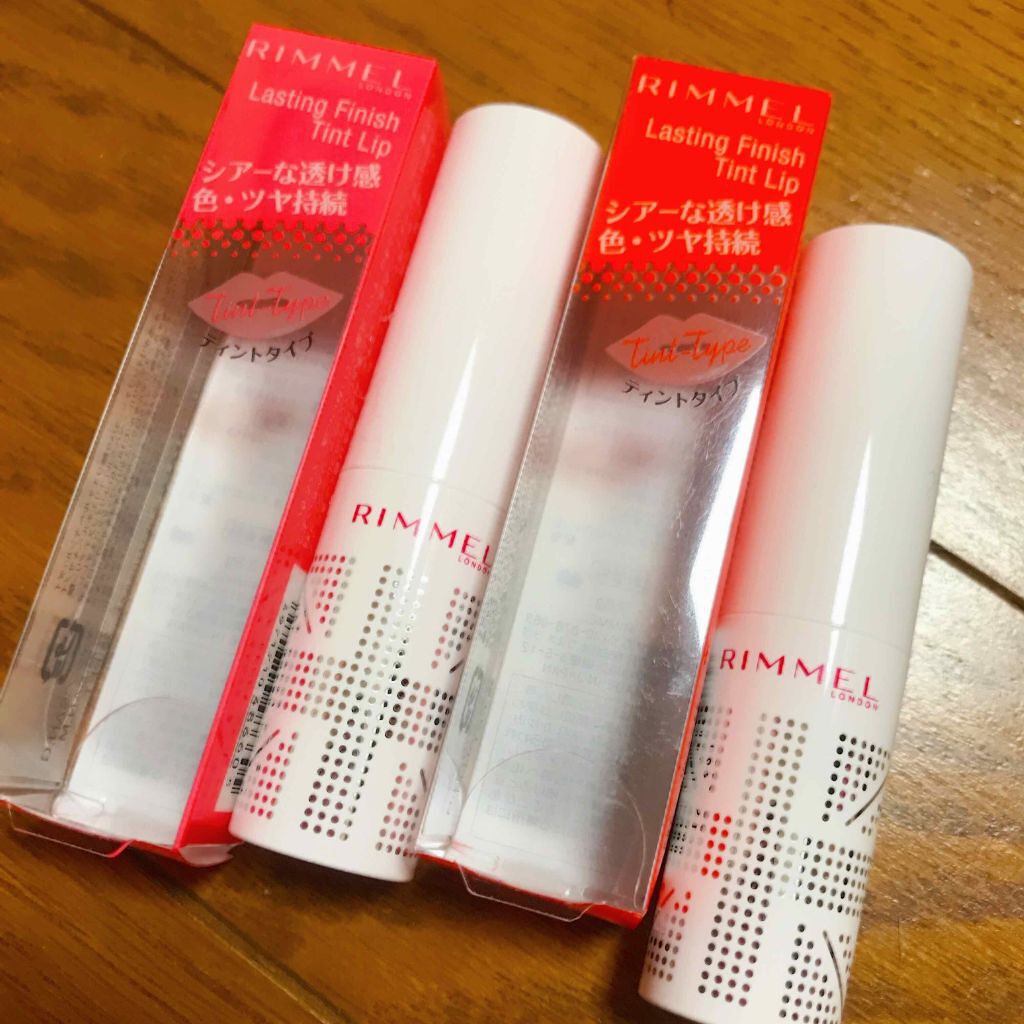 RIMMEL
LONDON
Lasting Finish
Tint Lip
シアーな透け感
色・ツヤ持続
Tint-Type
ティントタイプ
RIMMEL
LONDON
RIMMEL
LONDON
Lasting Finish
Tint Lip
シアーな透け感
色・ツヤ持続
Tint-Type
ティントタイプ
RIMMEL
LONDON